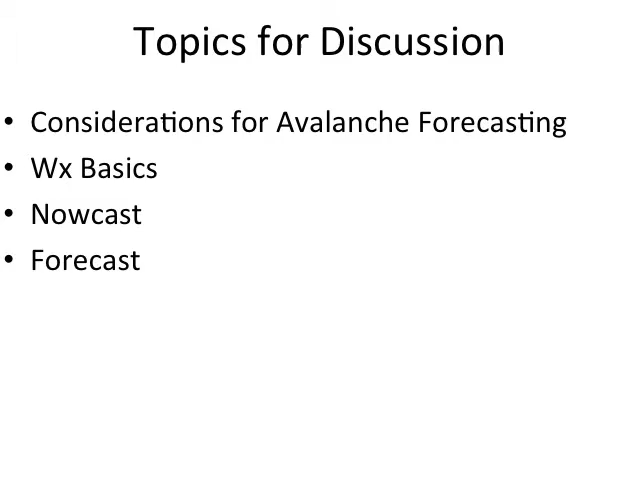 Topics for Discussion
• Considerations for Avalanche Forecasting
• Wx Basics
• Nowcast
• Forecast